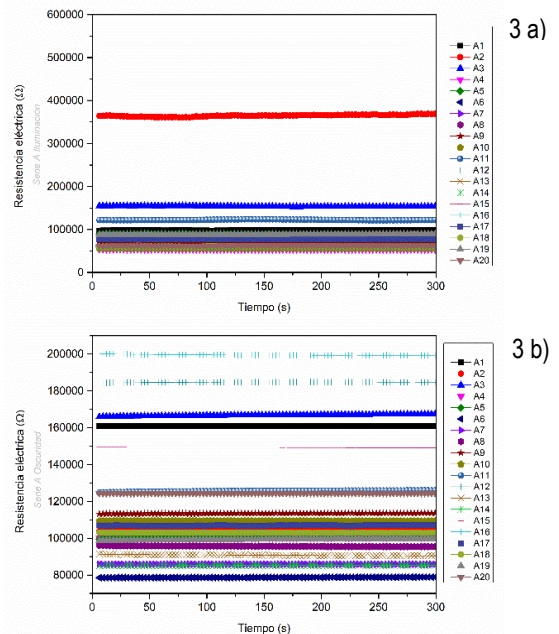 3 a)
600000
500000
400000
300000
200000
100000
0
Resistencia eléctrica (Ω)
Serie A Iluminación
0
50
100
150
200
250
300
Tiempo (s)
A1
A2
A3
A4
A5
A6
A7
A8
A9
A10
A11
A12
A13
A14
A15
A16
A17
A18
A19
A20
3 b)
200000
180000
160000
140000
120000
100000
80000
Resistencia eléctrica (Ω)
Serie A Oscuridad
0
50
100
150
200
250
300
Tiempo (s)
A1
A2
A3
A4
A5
A6
A7
A8
A9
A10
A11
A12
A13
A14
A15
A16
A17
A18
A19
A20